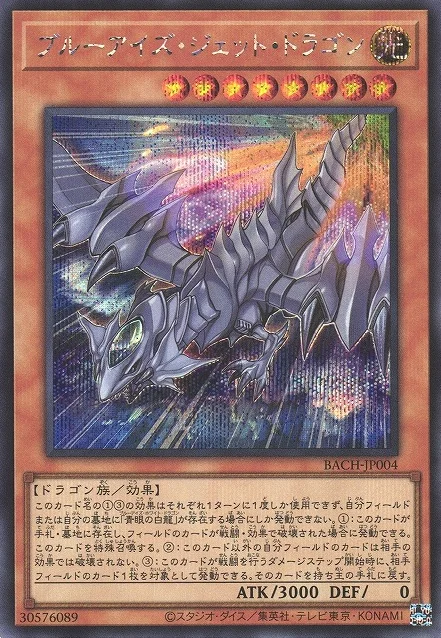 ブルーアイズ・ジェット・ドラゴン
光
BACH-JP004
【ドラゴン族／効果】
このカード名の①③の効果はそれぞれ1ターンに1度しか使用できず、自分フィールド
または自分の墓地に「青眼の白龍」が存在する場合にしか発動できない。①：このカードが
手札・墓地に存在し、フィールドのカードが戦闘・効果で破壊された場合に発動できる。
このカードを特殊召喚する。②：このカード以外の自分フィールドのカードは相手の
効果では破壊されない。③：このカードが戦闘を行うダメージステップ開始時に、相手
フィールドのカード1枚を対象として発動できる。そのカードを持ち主の手札に戻す。
ATK/3000 DEF/ 0
30576089
©スタジオ・ダイス／集英社・テレビ東京・KONAMI